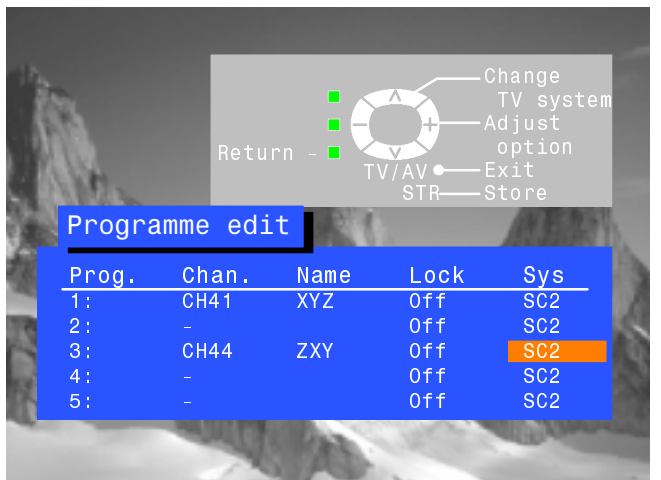 Change
TV system
Adjust
option
Return -
TV/AV Exit
STR Store
Programme edit
Prog. Chan. Name Lock Sys
1: CH41 XYZ Off SC2
2: - Off SC2
3: CH44 ZXY Off SC2
4: - Off SC2
5: - Off SC2